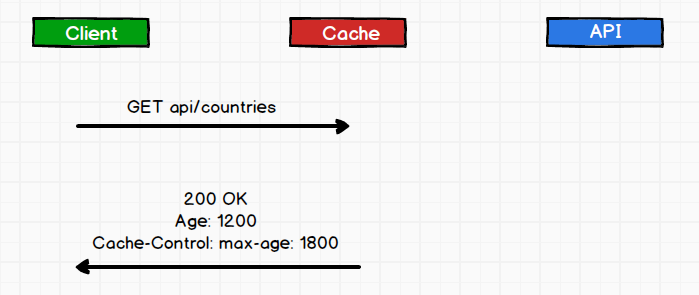 Client
Cache
API
GET api/countries
200 OK
Age: 1200
Cache-Control: max-age: 1800